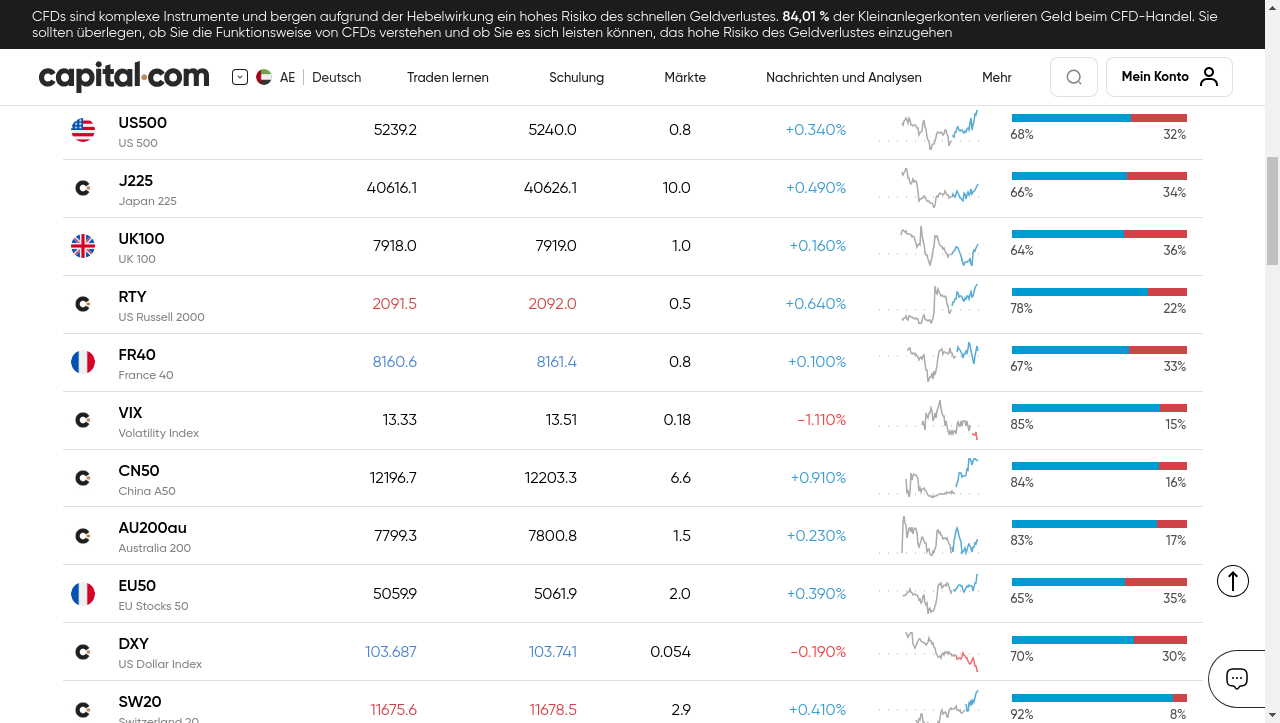 CFDs sind komplexe Instrumente und bergen aufgrund der Hebelwirkung ein hohes Risiko des schnellen Geldverlustes. 84,01 % der Kleinanlegerkonten verlieren Geld beim CFD-Handel. Sie
sollten überlegen, ob Sie die Funktionsweise von CFDs verstehen und ob Sie es sich leisten können, das hohe Risiko des Geldverlustes einzugehen
capital.com AE Deutsch Traden lernen Schulung Märkte Nachrichten und Analysen Mehr Mein Konto
US500 5239.2 5240.0 0.8 +0.340%
US 500 68% 32%
J225 40616.1 40626.1 10.0 +0.490%
Japan 225 66% 34%
UK100 7918.0 7919.0 1.0 +0.160%
UK 100 64% 36%
RTY 2091.5 2092.0 0.5 +0.640%
US Russell 2000 78% 22%
FR40 8160.6 8161.4 0.8 +0.100%
France 40 67% 33%
VIX 13.33 13.51 0.18 -1.110%
Volatility Index 85% 15%
CN50 12196.7 12203.3 6.6 +0.910%
China A50 84% 16%
AU200au 7799.3 7800.8 1.5 +0.230%
Australia 200 83% 17%
EU50 5059.9 5061.9 2.0 +0.390%
EU Stocks 50 65% 35%
DXY 103.687 103.741 0.054 -0.190%
US Dollar Index 70% 30%
SW20 11675.6 11678.5 2.9 +0.410%
Switzerland 20 92% 8%